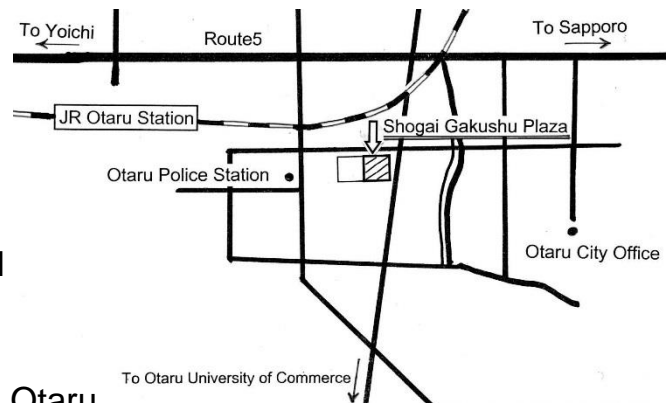 To Yoichi
Route5
To Sapporo
JR Otaru Station
Shogai Gakushu Plaza
Otaru Police Station
Otaru City Office
To Otaru University of Commerce
Otaru